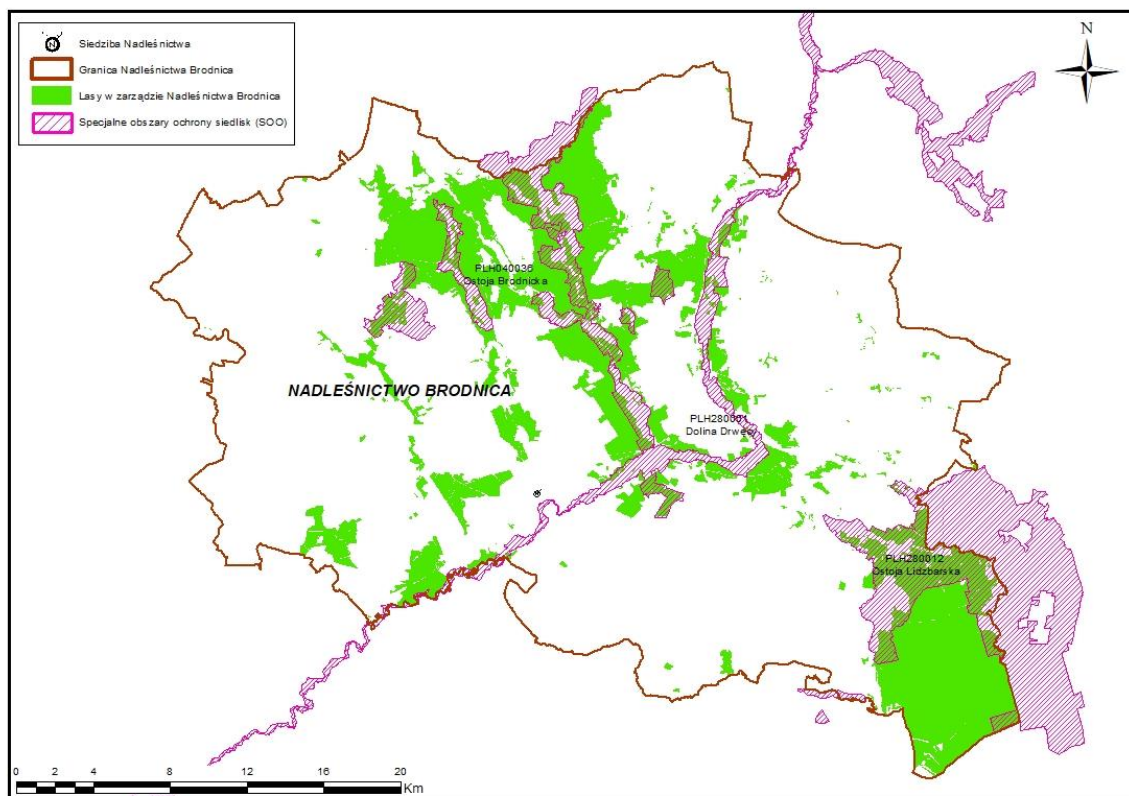 Siedziba Nadleśnictwa
Granica Nadleśnictwa Brodnica
Lasy w zarządzie Nadleśnictwa Brodnica
Specjalne obszary ochrony siedlisk (SOO)
N
PLH040036
Ostoja Brodnicka
NADLEŚNICTWO BRODNICA
PLH280001
Dolina Drwęcy
PLH280012
Ostoja Lidzbarska
0 2 4 8 12 16 20
Km